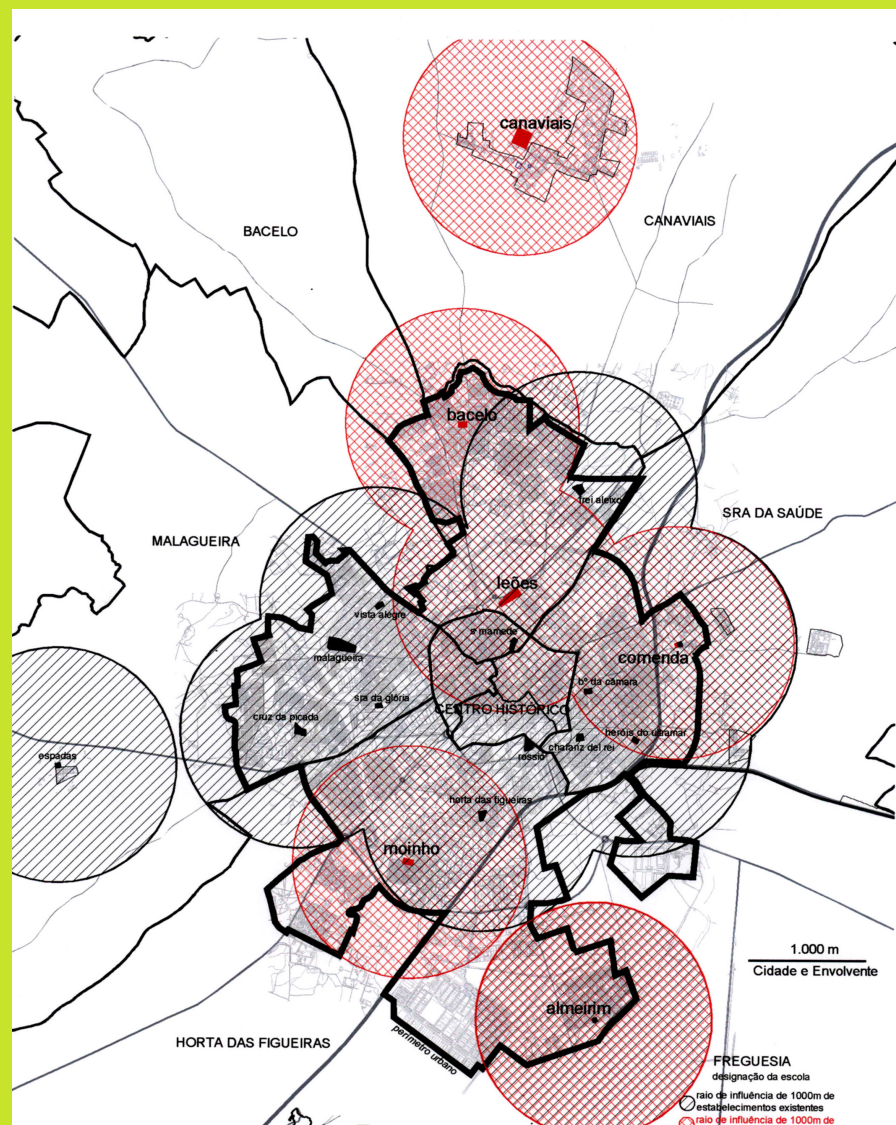 canaviais
CANAVIAIS
BACELO
bacelo
frei aleixo
SRA DA SAÚDE
MALAGUEIRA
leões
vista alegre
s mamede
malagueira
comenda
bº da câmara
sra da glória
CENTRO HISTÓRICO
cruz da picada
heróis do ultramar
chafariz del rei
rossio
espadas
horta das figueiras
moinho
1.000 m
Cidade e Envolvente
almeirim
perímetro urbano
HORTA DAS FIGUEIRAS
FREGUESIA
designação da escola
raio de influência de 1000m de
estabelecimentos existentes
raio de influência de 1000m de